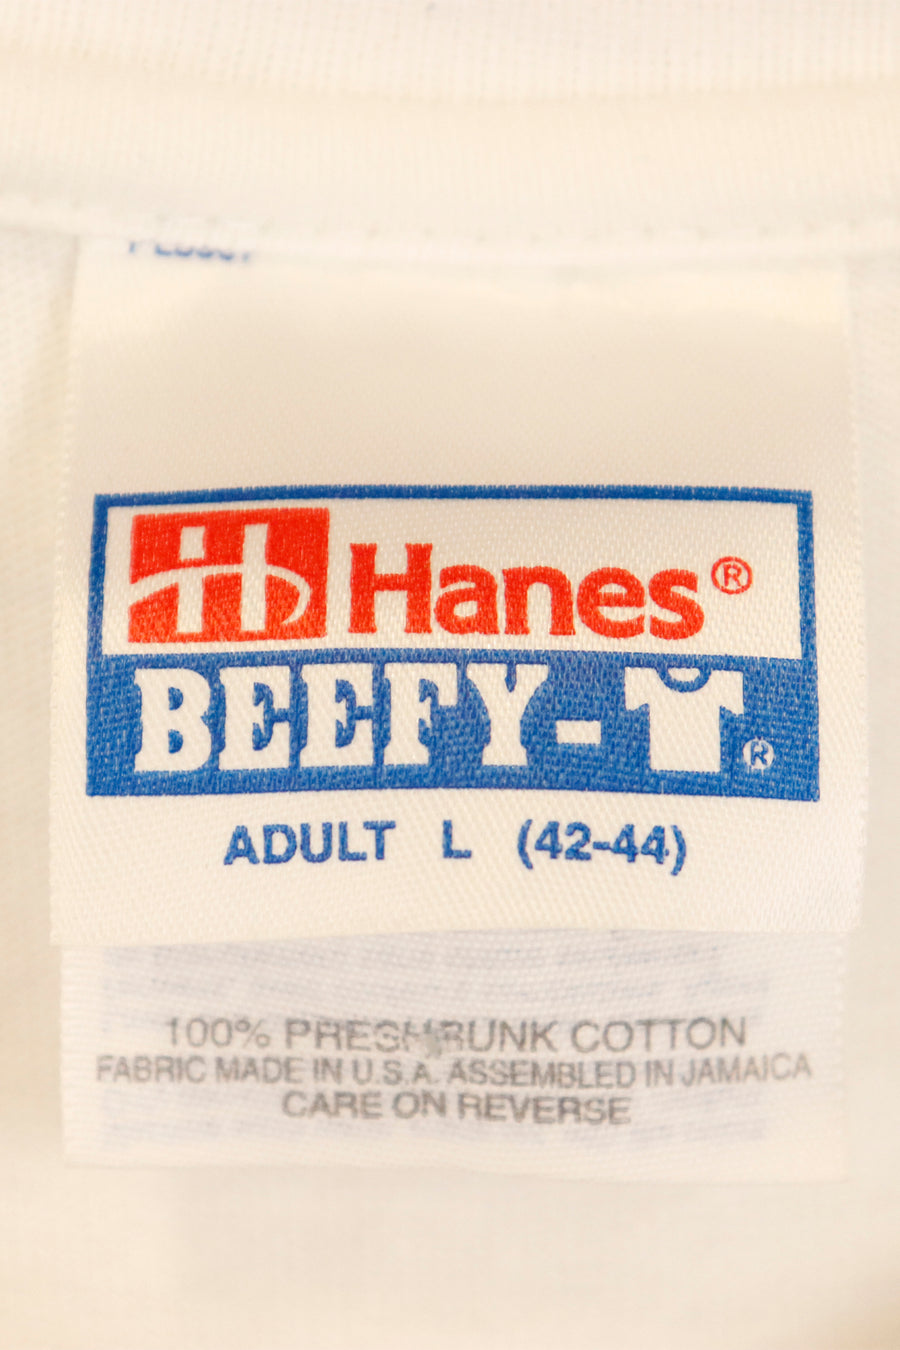 Hanes®
BEEFY-T®
ADULT L (42-44)
100% PRESHRUNK COTTON
FABRIC MADE IN U.S.A. ASSEMBLED IN JAMAICA
CARE ON REVERSE